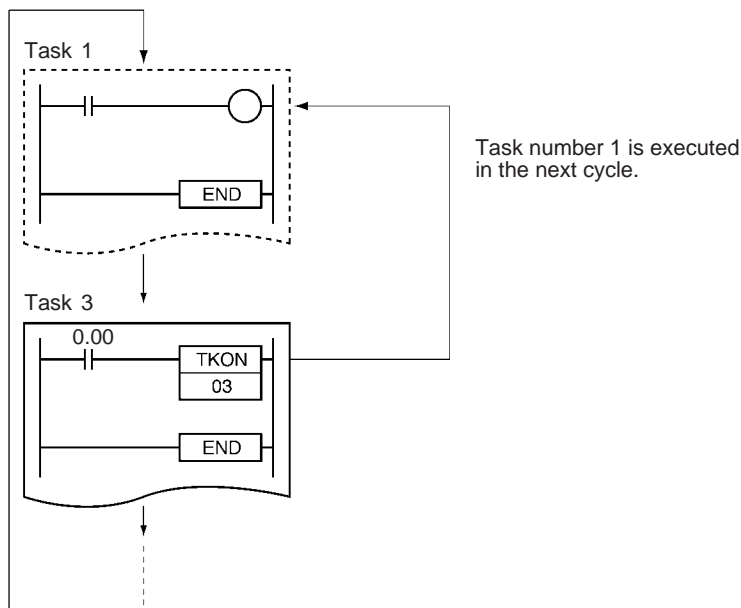 Task 1
END
Task number 1 is executed
in the next cycle.
Task 3
0.00
TKON
03
END